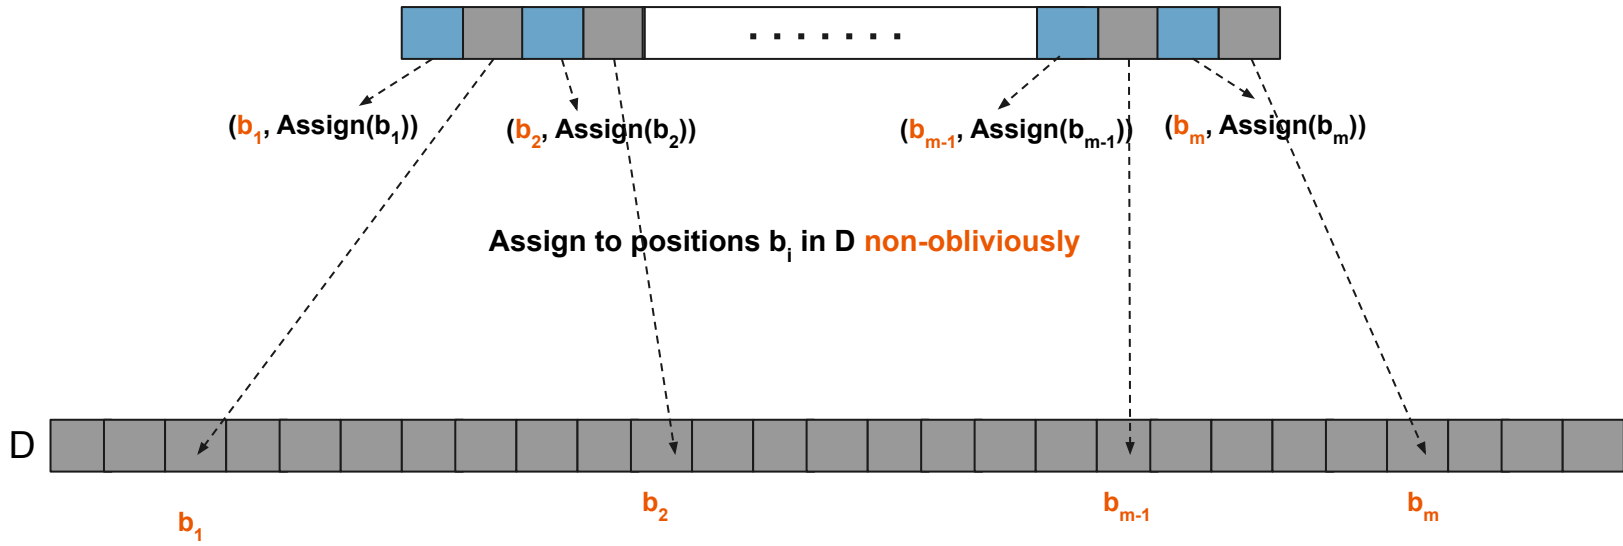 . . . . . . .
(b₁, Assign(b₁)) (b₂, Assign(b₂)) (bₘ₋₁, Assign(bₘ₋₁)) (bₘ, Assign(bₘ))
Assign to positions bᵢ in D non-obliviously
D
b₁ b₂ bₘ₋₁ bₘ